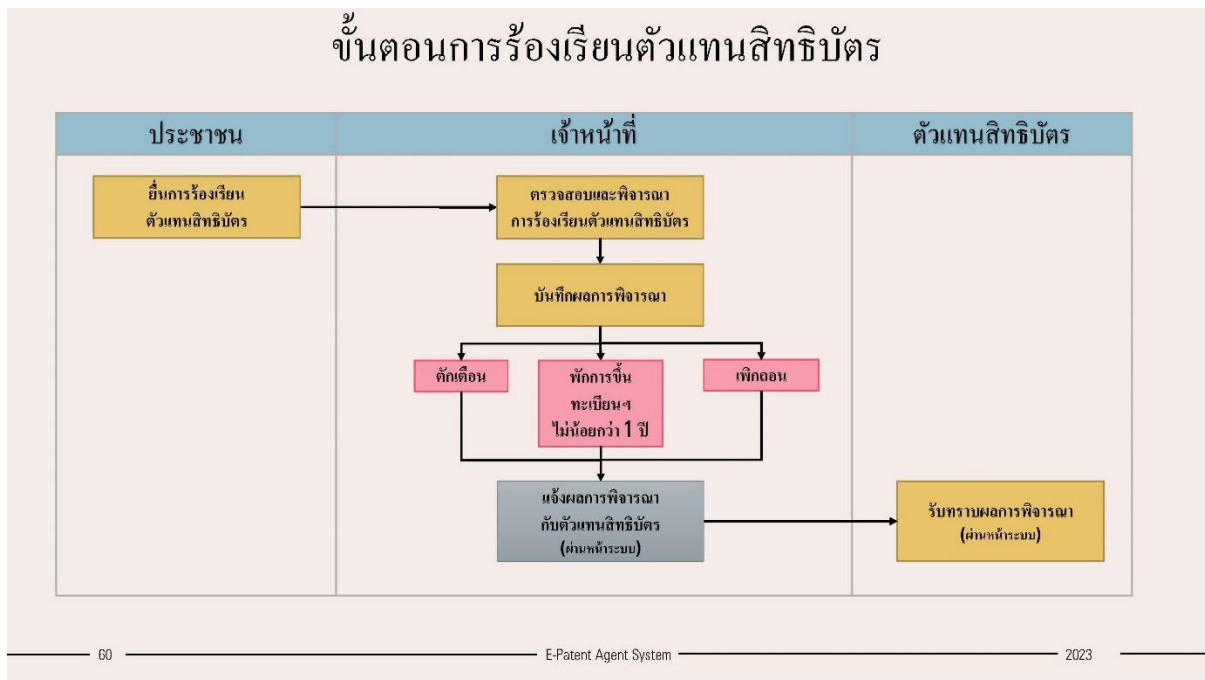 ขั้นตอนการร้องเรียนตัวแทนสิทธิบัตร
ประชาชน
เจ้าหน้าที่
ตัวแทนสิทธิบัตร
ยื่นการร้องเรียน
ตัวแทนสิทธิบัตร
ตรวจสอบและพิจารณา
การร้องเรียนตัวแทนสิทธิบัตร
บันทึกผลการพิจารณา
ตักเตือน
พักการขึ้น
ทะเบียนฯ
ไม่น้อยกว่า 1 ปี
เพิกถอน
แจ้งผลการพิจารณา
กับตัวแทนสิทธิบัตร
(ผ่านหน้าระบบ)
รับทราบผลการพิจารณา
(ผ่านหน้าระบบ)
60
E-Patent Agent System
2023